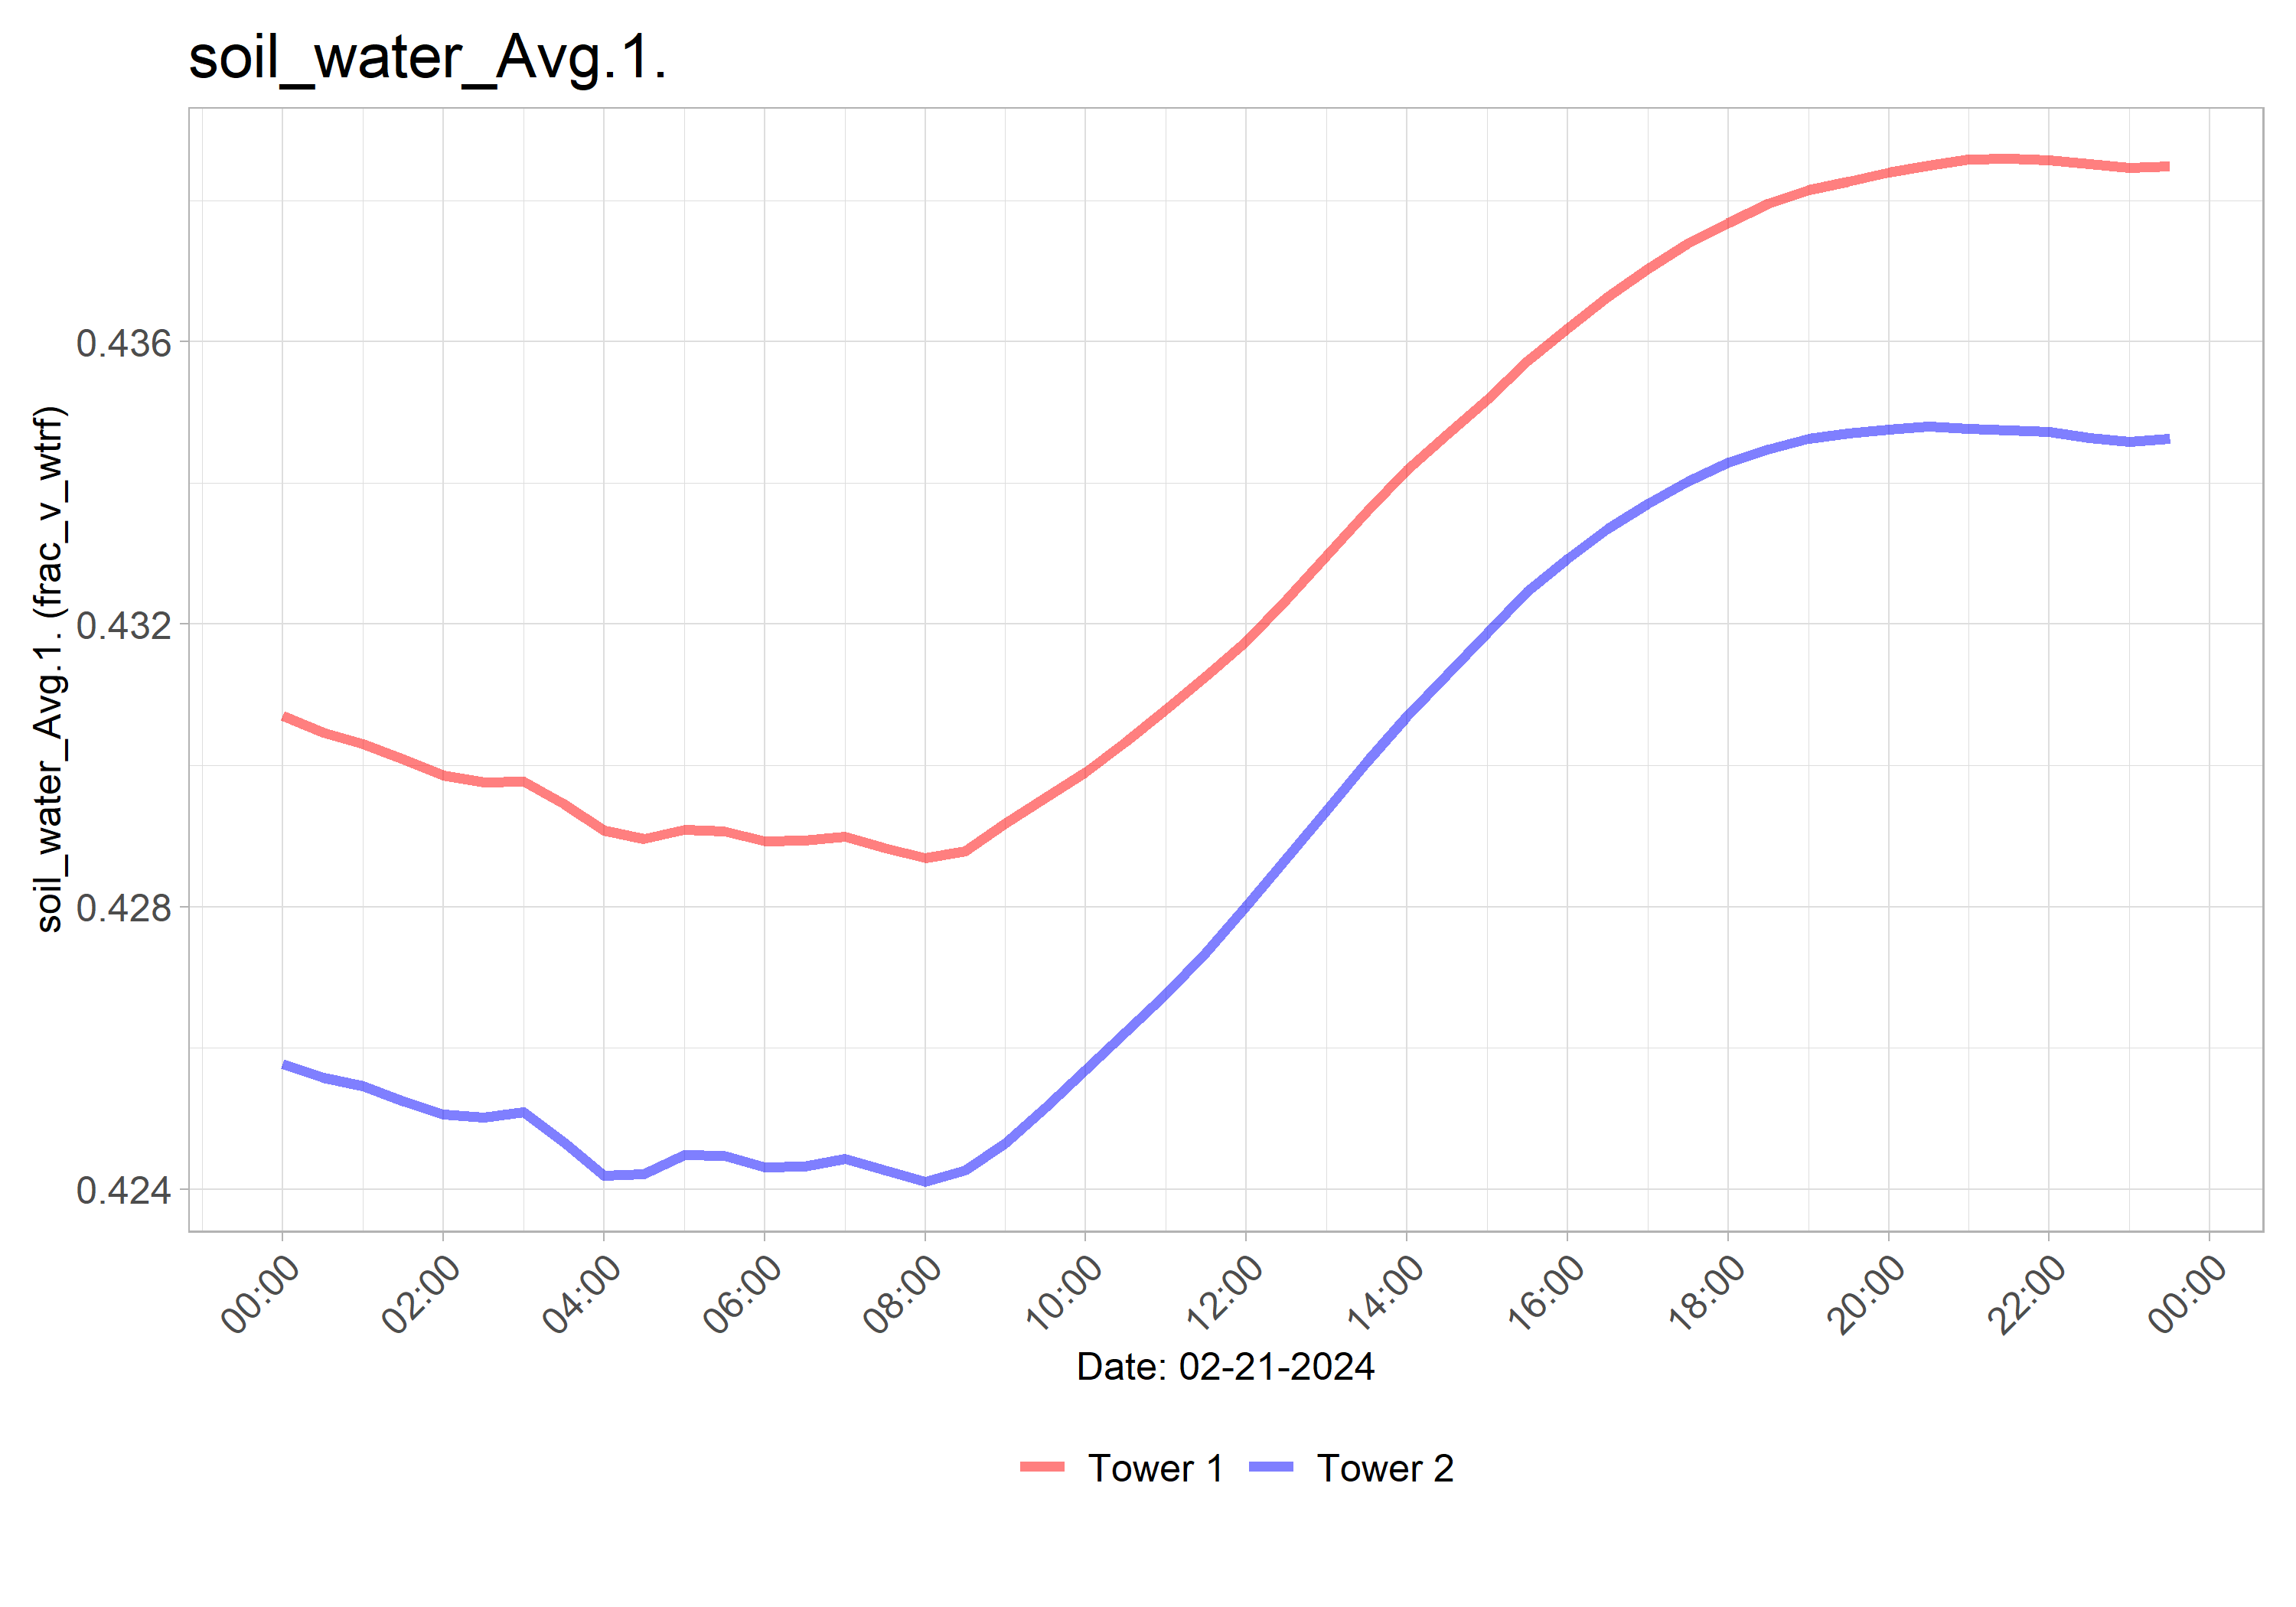 soil_water_Avg.1.
soil_water_Avg.1. (frac_v_wtrf)
0.436
0.432
0.428
0.424
00:00 02:00 04:00 06:00 08:00 10:00 12:00 14:00 16:00 18:00 20:00 22:00 00:00
Date: 02-21-2024
Tower 1 Tower 2